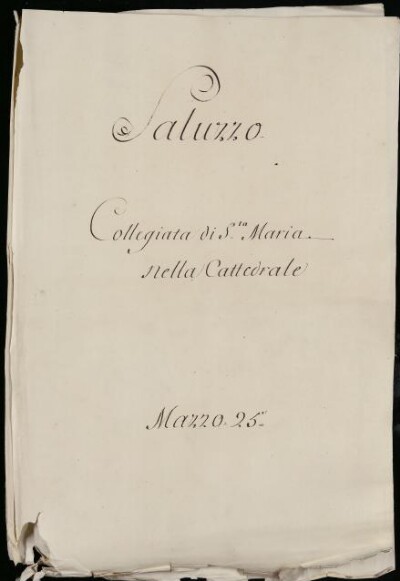 Saluzzo.
Collegiata di S.ta Maria
nella Cattedrale
Mazzo. 25.